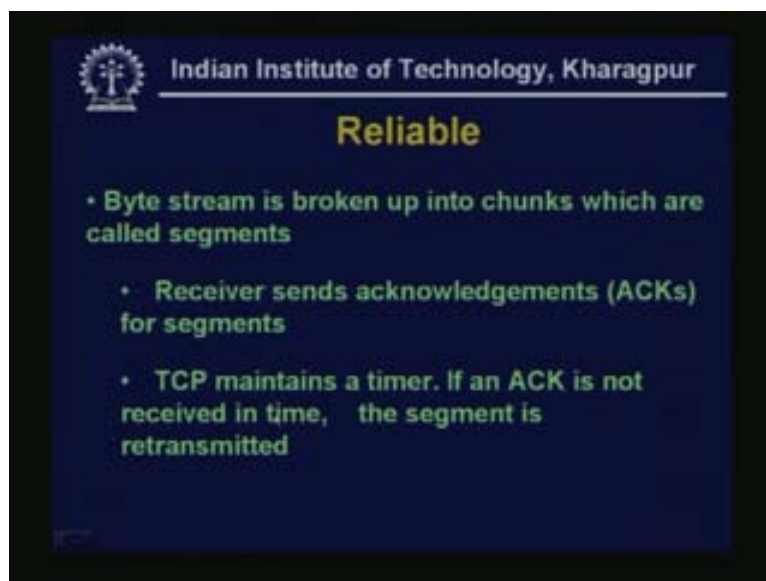 Indian Institute of Technology, Kharagpur
Reliable
• Byte stream is broken up into chunks which are
called segments
• Receiver sends acknowledgements (ACKs)
for segments
• TCP maintains a timer. If an ACK is not
received in time, the segment is
retransmitted